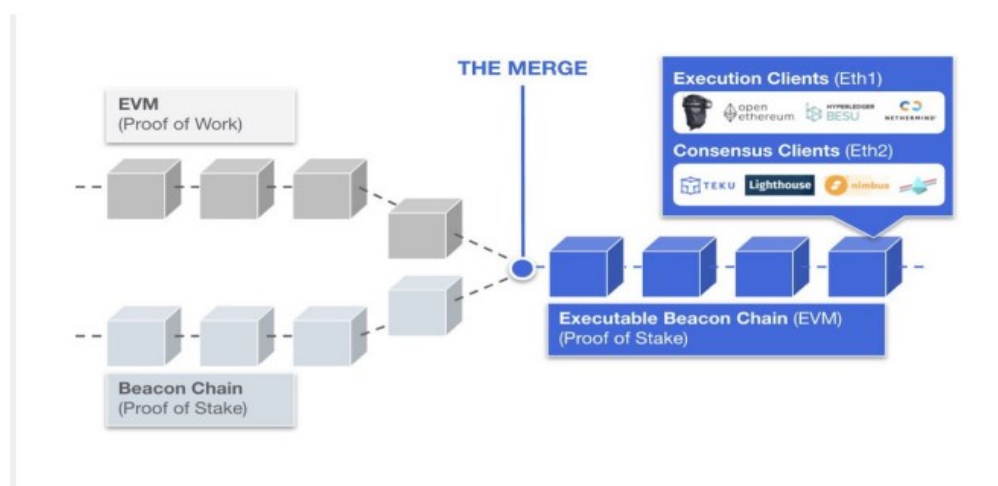 THE MERGE
EVM
(Proof of Work)
Execution Clients (Eth1)
open
ethereum
HYPERLEDGER
BESU
NETHERMIND
Consensus Clients (Eth2)
TEKU
Lighthouse
nimbus
Executable Beacon Chain (EVM)
(Proof of Stake)
Beacon Chain
(Proof of Stake)